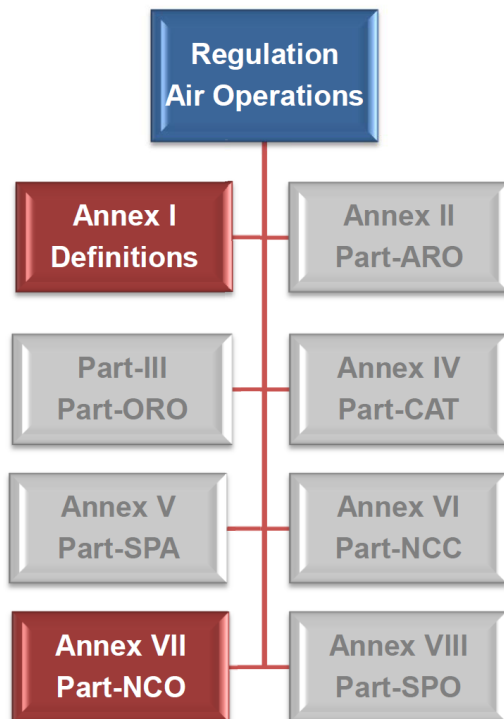 Regulation
Air Operations
Annex I
Definitions
Annex II
Part-ARO
Part-III
Part-ORO
Annex IV
Part-CAT
Annex V
Part-SPA
Annex VI
Part-NCC
Annex VII
Part-NCO
Annex VIII
Part-SPO